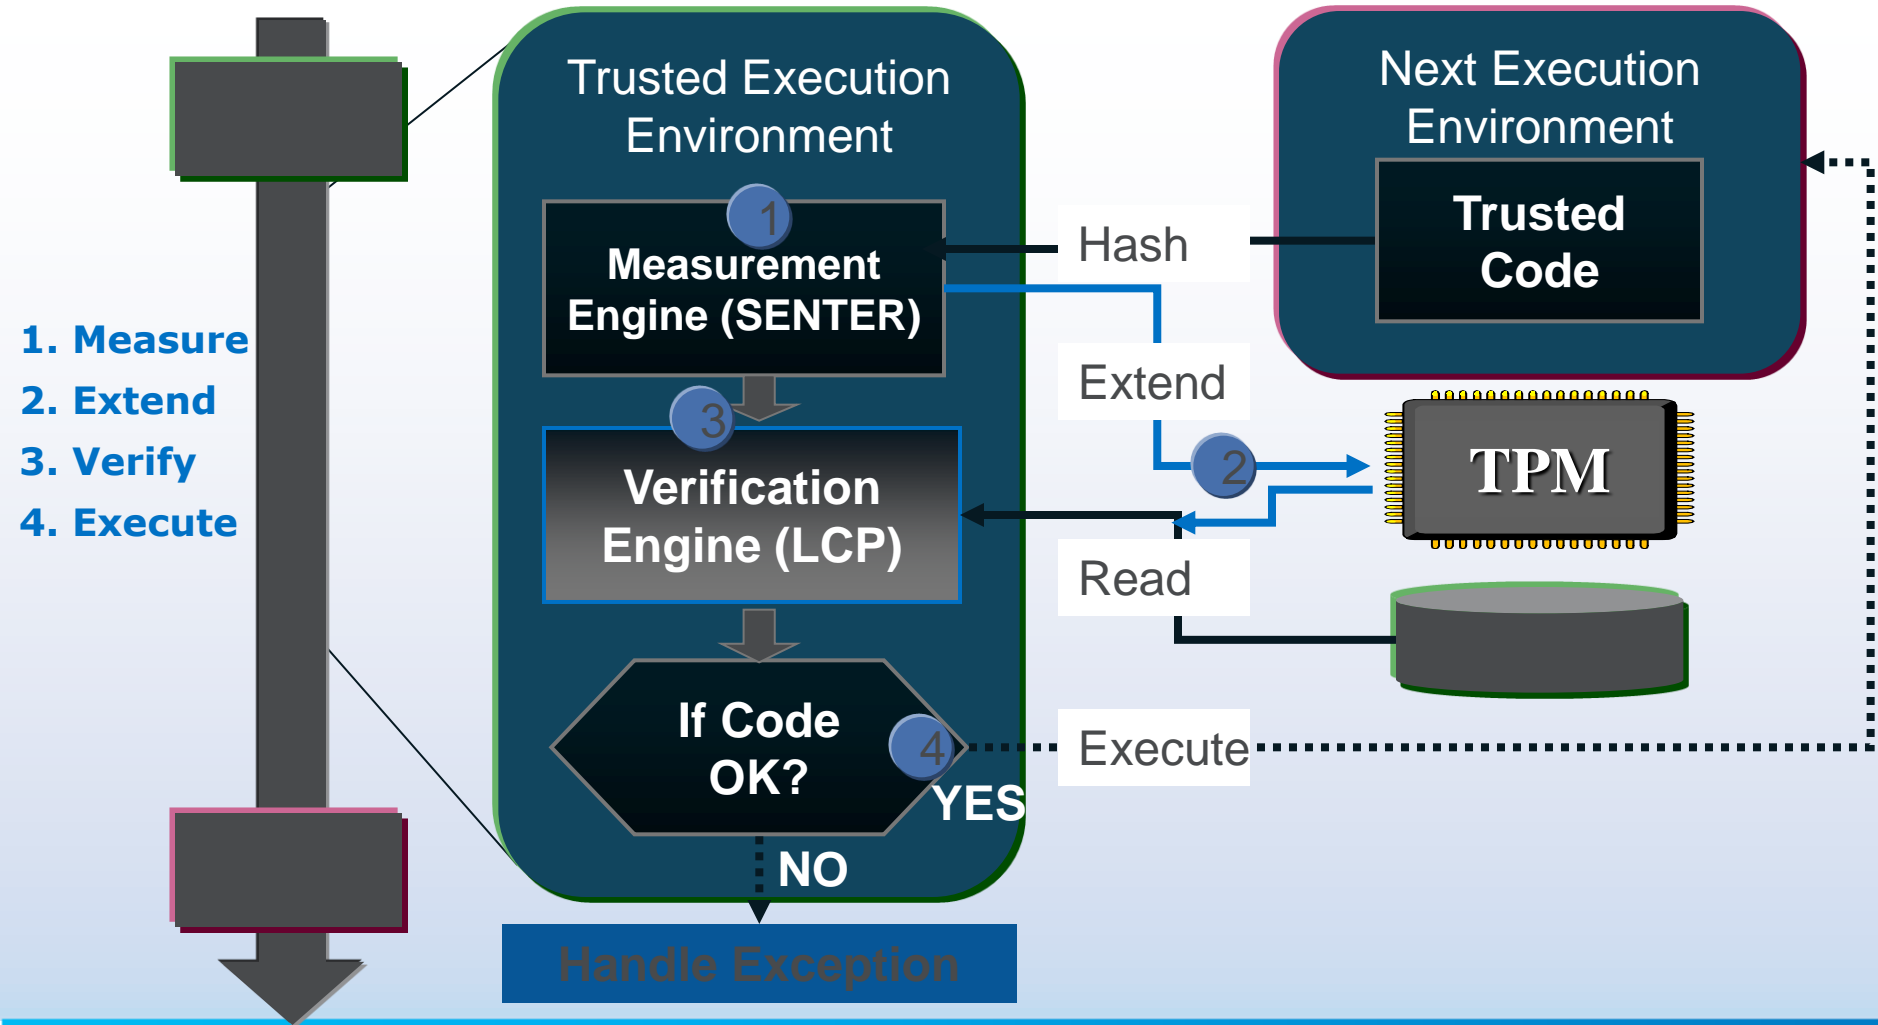 1. Measure
2. Extend
3. Verify
4. Execute
Trusted Execution
Environment
1
Measurement
Engine (SENTER)
3
Verification
Engine (LCP)
If Code
OK?
4
YES
NO
Handle Exception
Hash
Extend
2
Read
Execute
Next Execution
Environment
Trusted
Code
TPM